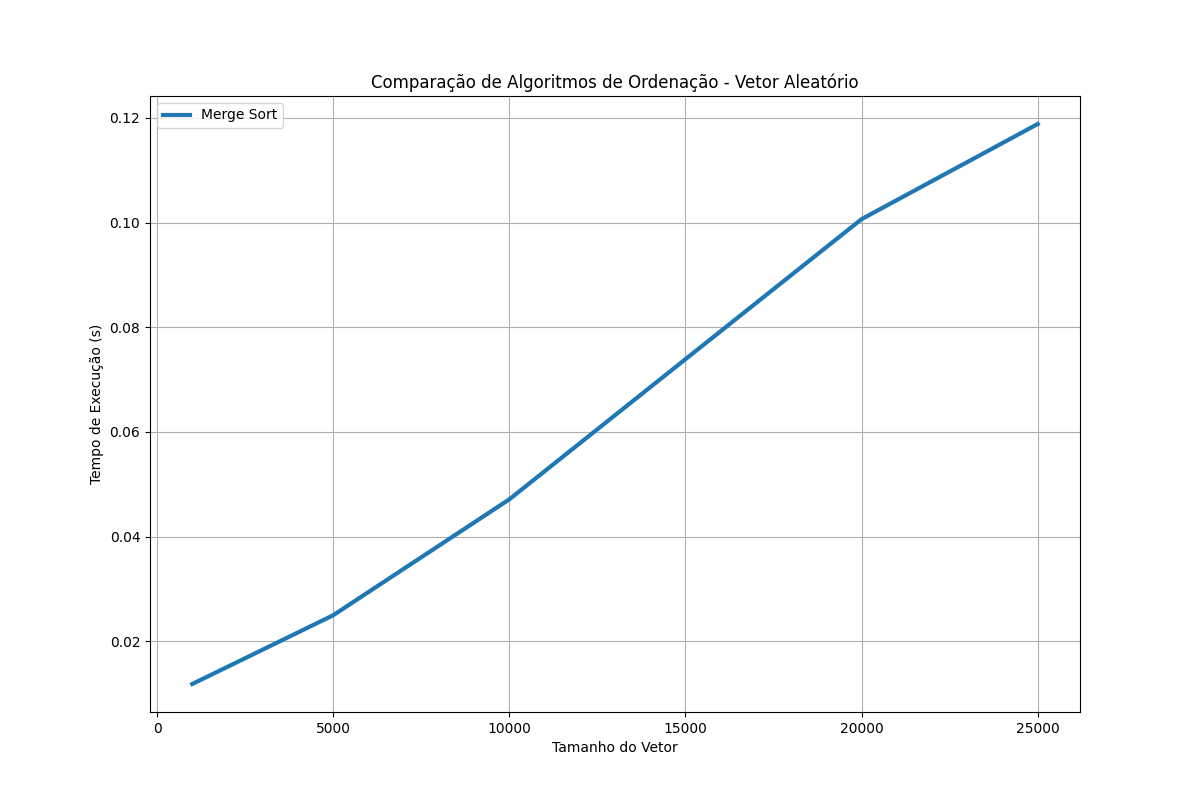 Comparação de Algoritmos de Ordenação - Vetor Aleatório
Merge Sort
0.12
0.10
0.08
0.06
0.04
0.02
Tempo de Execução (s)
0 5000 10000 15000 20000 25000
Tamanho do Vetor